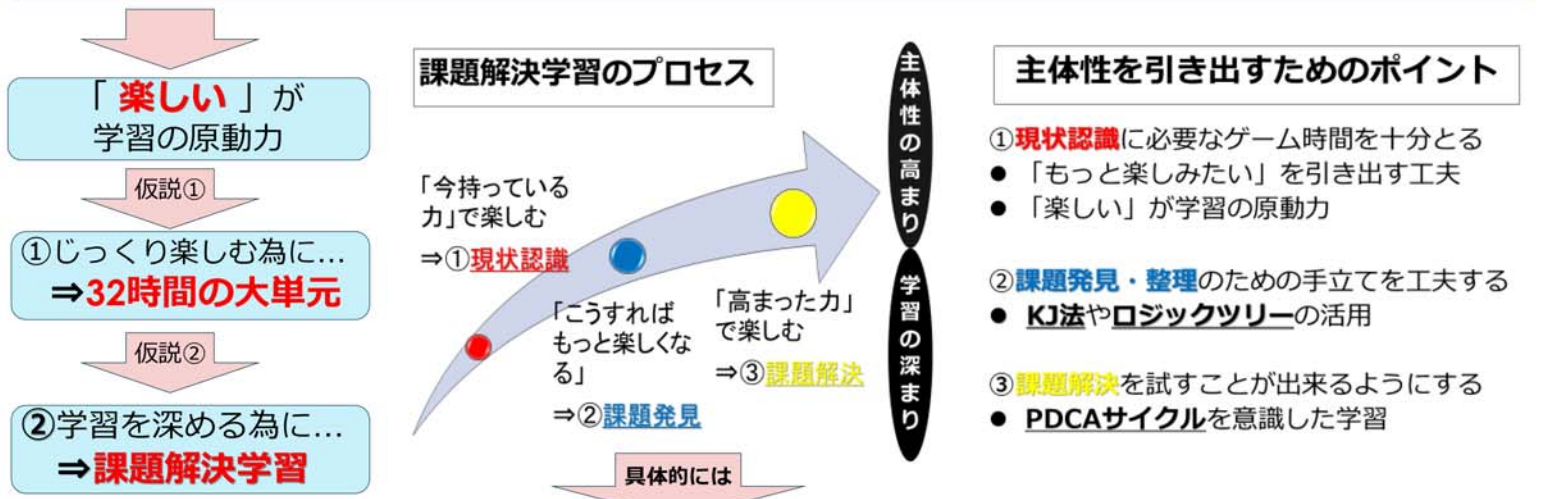 「 楽しい 」が
学習の原動力
仮説①
①じっくり楽しむ為に…
⇒32時間の大単元
仮説②
②学習を深める為に…
⇒課題解決学習
課題解決学習のプロセス
「今持っている
力」で楽しむ
⇒①現状認識
「こうすれば
もっと楽しくな
る」
⇒②課題発見
「高まった力」
で楽しむ
⇒③課題解決
具体的には
主体性の高まり
学習の深まり
主体性を引き出すためのポイント
①現状認識に必要なゲーム時間を十分とる
● 「もっと楽しみたい」を引き出す工夫
● 「楽しい」が学習の原動力
②課題発見・整理のための手立てを工夫する
● KJ法やロジックツリーの活用
③課題解決を試すことが出来るようにする
● PDCAサイクルを意識した学習